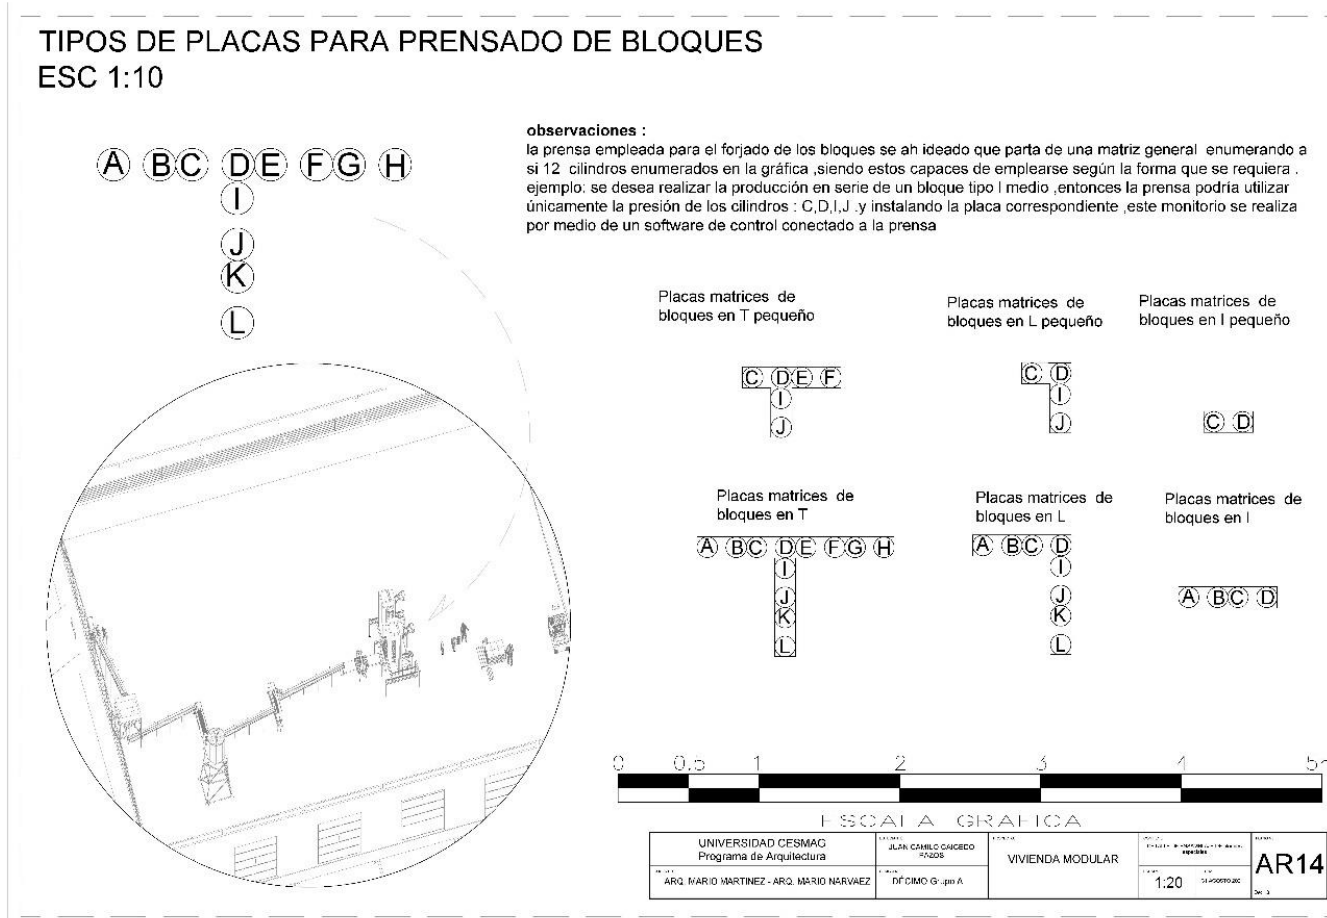 TIPOS DE PLACAS PARA PRENSADO DE BLOQUES
ESC 1:10
A BC DE FG H
I
J
K
L
observaciones :
la prensa empleada para el forjado de los bloques se ah ideado que parta de una matriz general enumerando a
si 12 cilindros enumerados en la gráfica ,siendo estos capaces de emplearse según la forma que se requiera .
ejemplo: se desea realizar la producción en serie de un bloque tipo l medio ,entonces la prensa podría utilizar
únicamente la presión de los cilindros : C,D,I,J .y instalando la placa correspondiente ,este monitorio se realiza
por medio de un software de control conectado a la prensa
Placas matrices de
bloques en T pequeño
C DE F
I
J
Placas matrices de
bloques en L pequeño
C D
I
J
Placas matrices de
bloques en I pequeño
C D
Placas matrices de
bloques en T
A BC DE FG H
I
J
K
L
Placas matrices de
bloques en L
A BC D
I
J
K
L
Placas matrices de
bloques en I
A BC D
0 0.5 1 2 3 4 5
ESCALA GRAFICA
UNIVERSIDAD CESMAG
Programa de Arquitectura
ARQ. MARIO MARTINEZ - ARQ. MARIO NARVAEZ
JUAN CAMILO CAICEDO
PAZOS
DÉCIMO Grupo A
VIVIENDA MODULAR
especiales
1:20
AR14